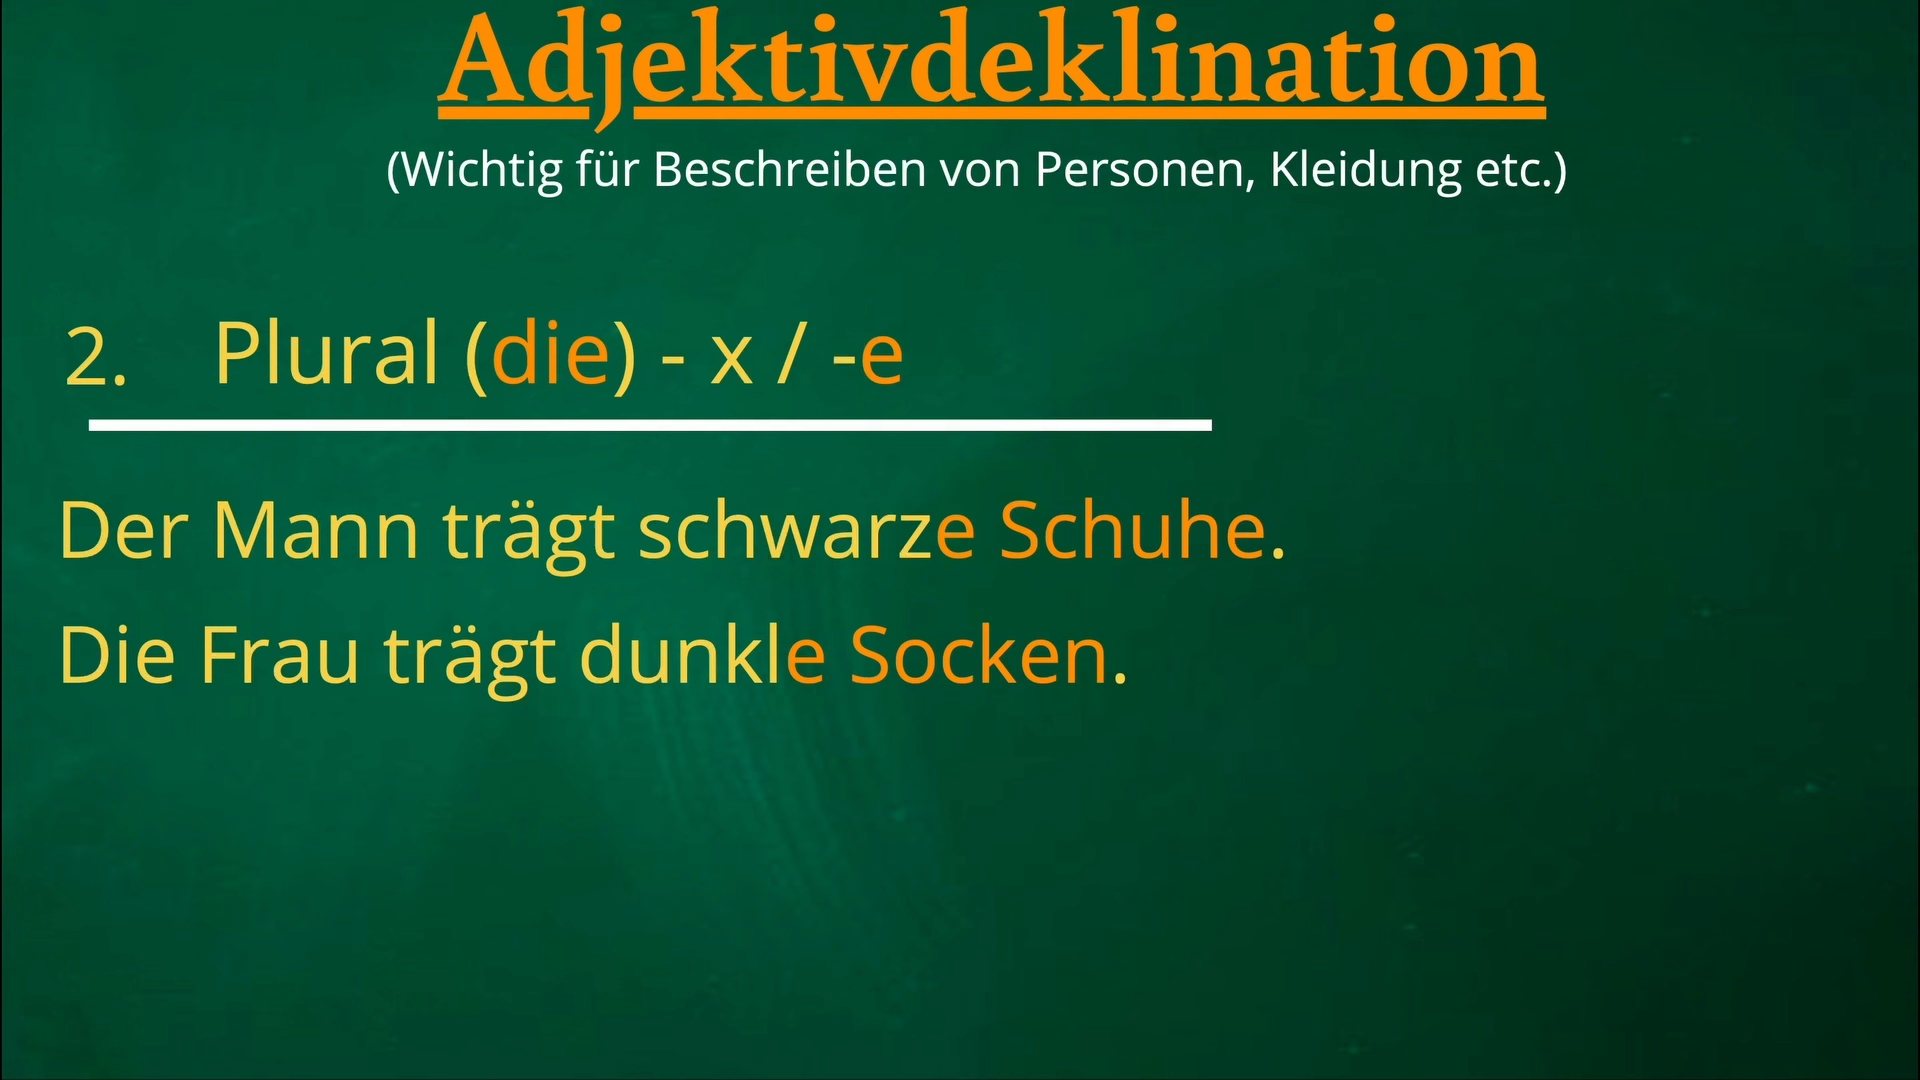 Adjektivdeklination
(Wichtig für Beschreiben von Personen, Kleidung etc.)
2. Plural (die) - x / -e
Der Mann trägt schwarze Schuhe.
Die Frau trägt dunkle Socken.